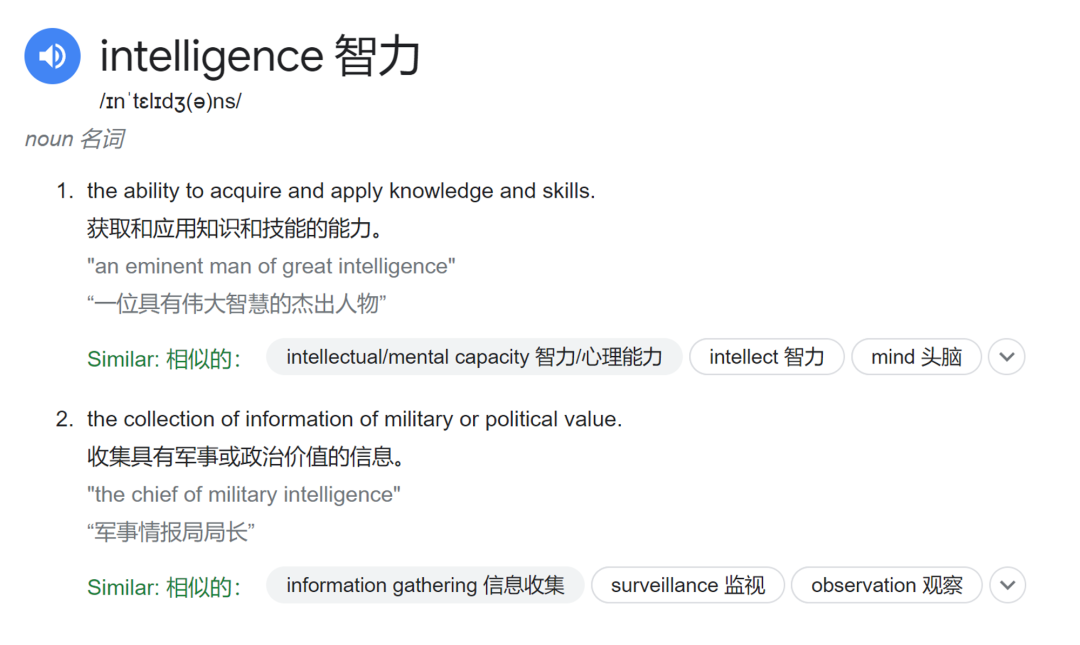 intelligence 智力
/ɪnˈtɛlɪdʒ(ə)ns/
noun 名词
1. the ability to acquire and apply knowledge and skills.
获取和应用知识和技能的能力。
"an eminent man of great intelligence"
“一位具有伟大智慧的杰出人物”
Similar: 相似的： intellectual/mental capacity 智力/心理能力 intellect 智力 mind 头脑
2. the collection of information of military or political value.
收集具有军事或政治价值的信息。
"the chief of military intelligence"
“军事情报局局长”
Similar: 相似的： information gathering 信息收集 surveillance 监视 observation 观察